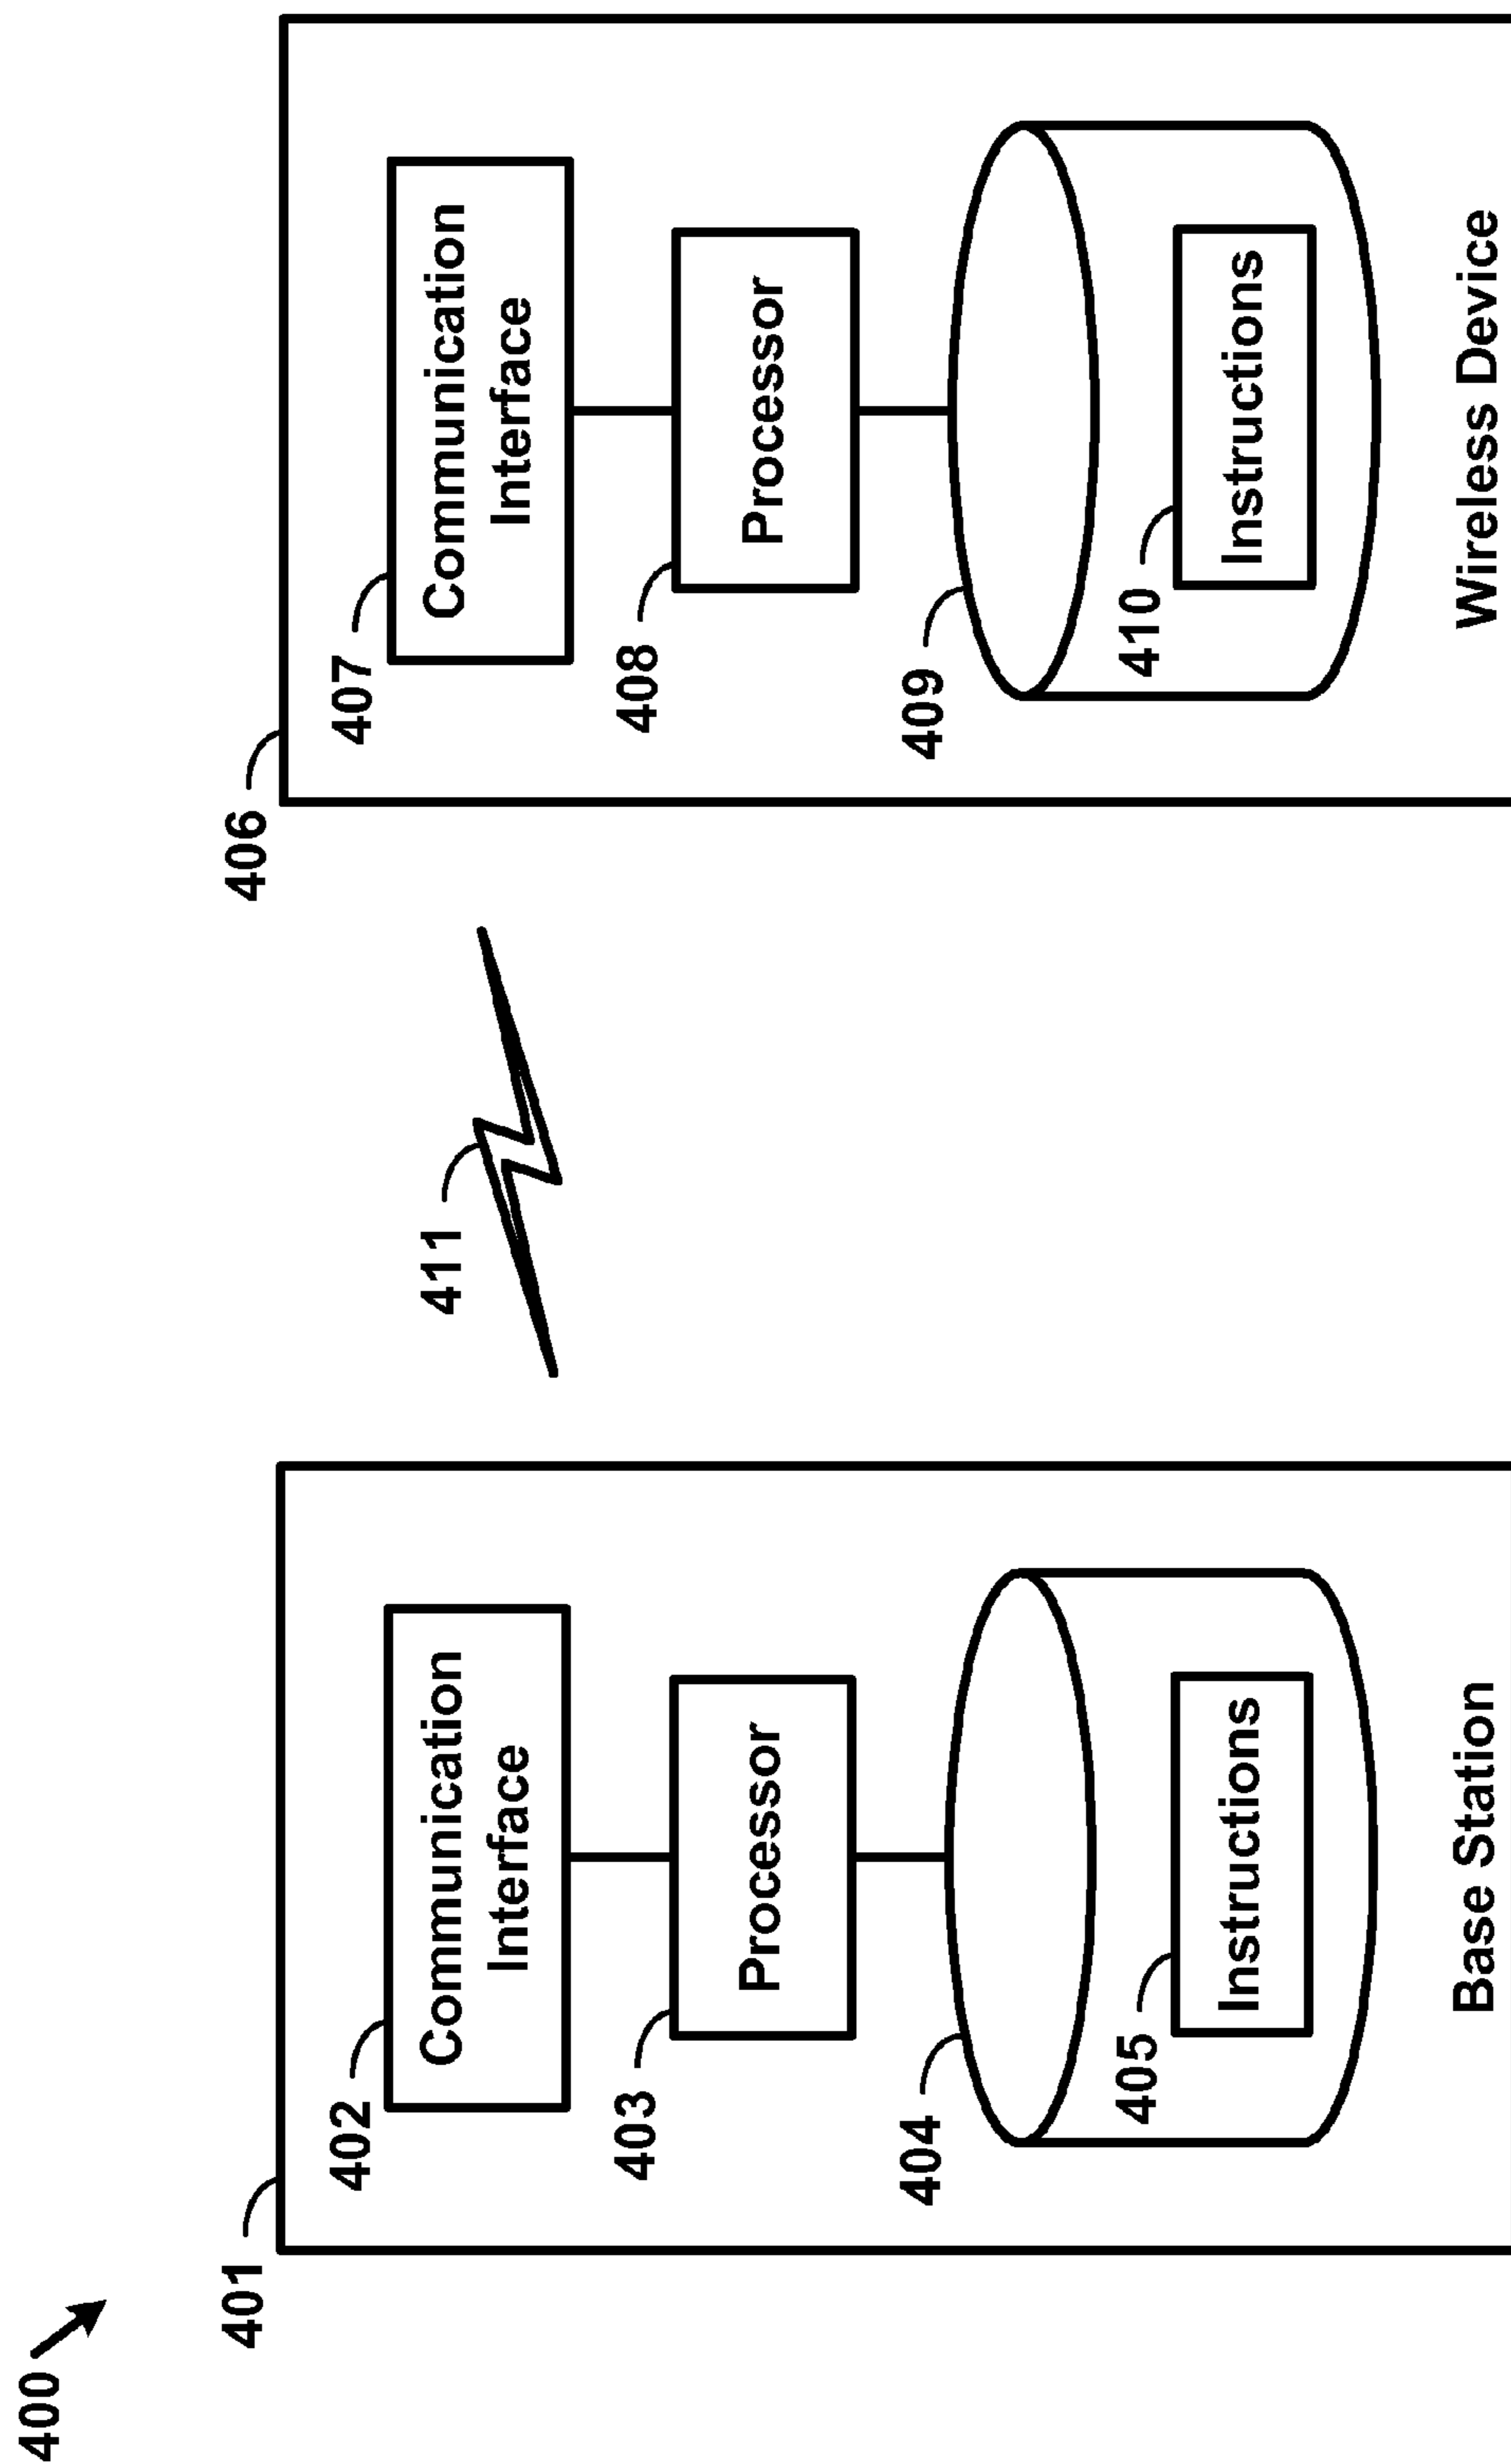 400
401
402
Communication
Interface
403
Processor
404
405
Instructions
Base Station
411
406
407
Communication
Interface
408
Processor
409
410
Instructions
Wireless Device